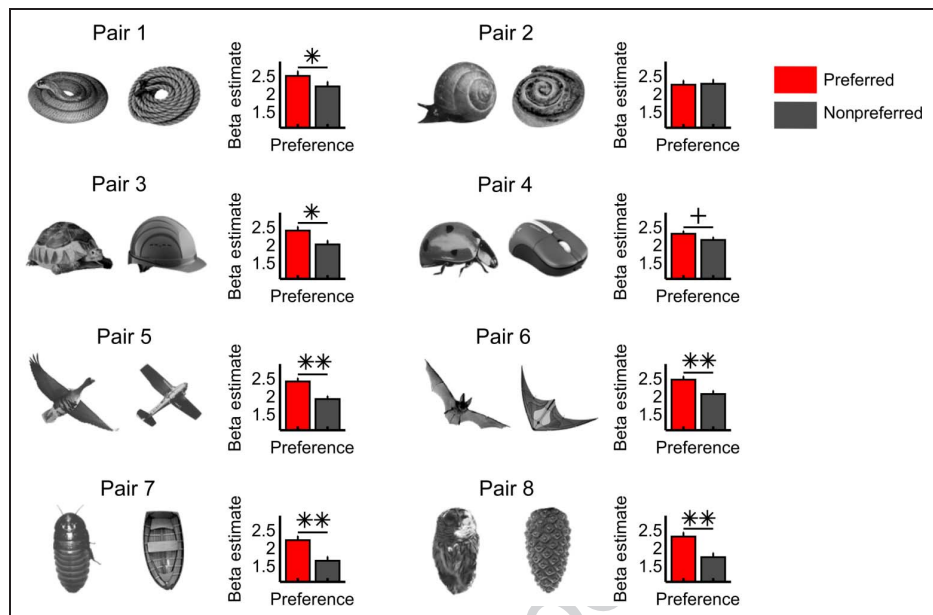 Pair 1
Beta estimate
2.5
2
1.5
*
Preference
Pair 2
Beta estimate
2.5
2
1.5
Preference
Preferred
Nonpreferred
Pair 3
Beta estimate
2.5
2
1.5
*
Preference
Pair 4
Beta estimate
2.5
2
1.5
+
Preference
Pair 5
Beta estimate
2.5
2
1.5
**
Preference
Pair 6
Beta estimate
2.5
2
1.5
**
Preference
Pair 7
Beta estimate
2.5
2
1.5
**
Preference
Pair 8
Beta estimate
2.5
2
1.5
**
Preference